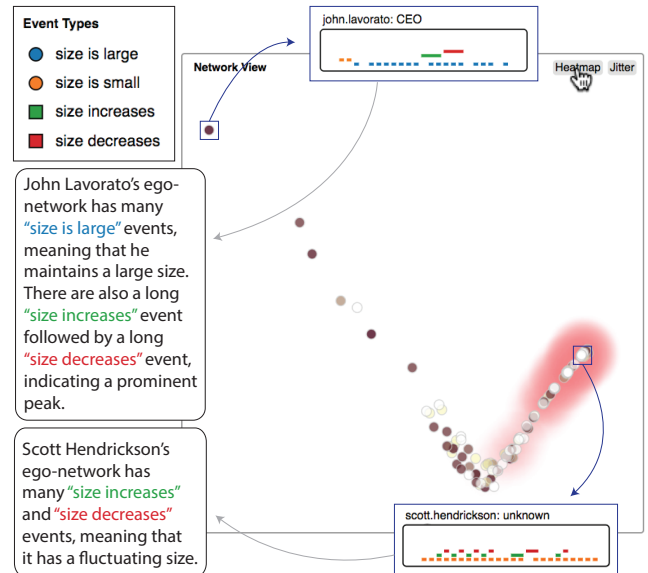 Event Types
size is large
size is small
size increases
size decreases
john.lavorato: CEO
Network View
Heatmap
Jitter
John Lavorato's ego-
network has many
"size is large" events,
meaning that he
maintains a large size.
There are also a long
"size increases" event
followed by a long
"size decreases" event,
indicating a prominent
peak.
Scott Hendrickson's
ego-network has
many "size increases"
and "size decreases"
events, meaning that
it has a fluctuating size.
scott.hendrickson: unknown